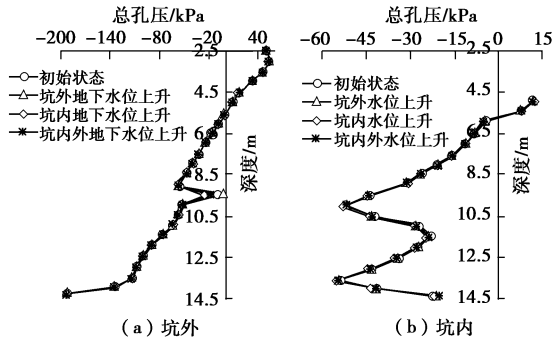 总孔压/kPa
-200 -140 -80 -20 40
2.5
4.5
6.5
8.5
10.5
12.5
14.5
深度/m
初始状态
坑外地下水位上升
坑内地下水位上升
坑内外地下水位上升
(a) 坑外
总孔压/kPa
-60 -45 -30 -15 0 15
2.5
4.5
6.5
8.5
10.5
12.5
14.5
深度/m
初始状态
坑外水位上升
坑内水位上升
坑内外水位上升
(b) 坑内